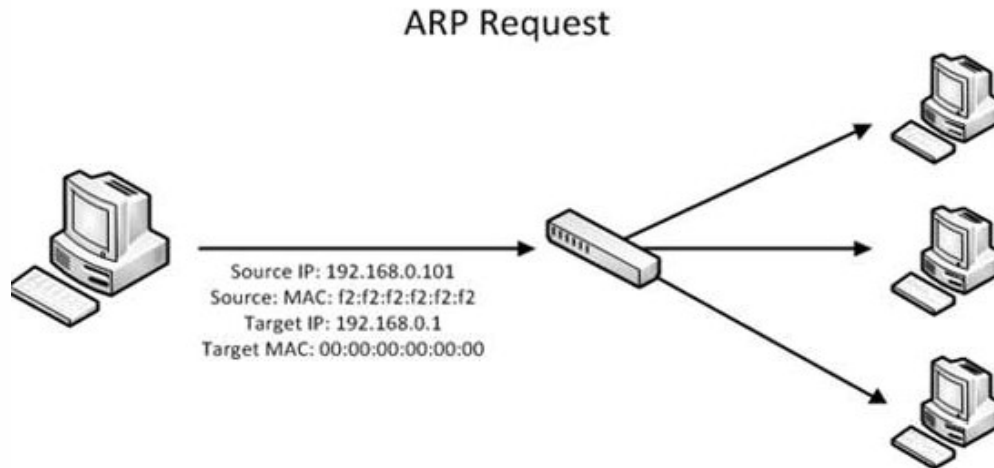 ARP Request
Source IP: 192.168.0.101
Source: MAC: f2:f2:f2:f2:f2:f2
Target IP: 192.168.0.1
Target MAC: 00:00:00:00:00:00